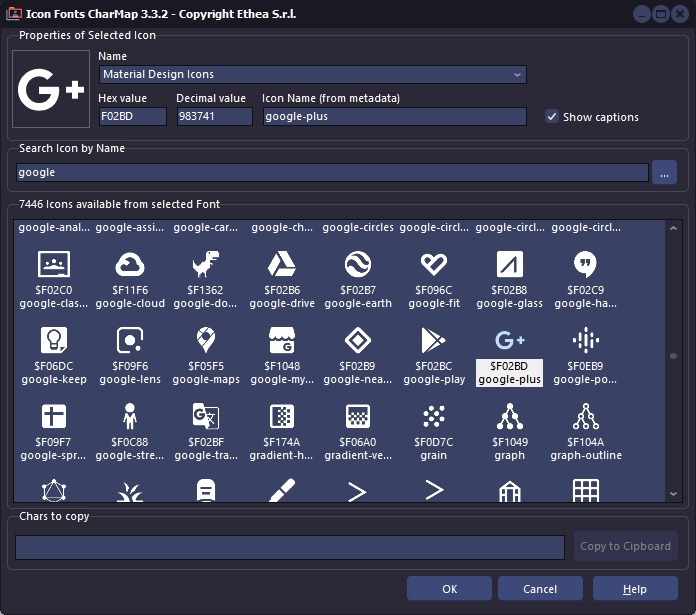 Icon Fonts CharMap 3.3.2 - Copyright Ethea S.r.l.
Properties of Selected Icon
G+
Name
Material Design Icons
Hex value Decimal value Icon Name (from metadata)
F02BD 983741 google-plus Show captions
Search Icon by Name
google ...
7446 Icons available from selected Font
google-anal... google-assi... google-car... google-ch... google-circles google-circl... google-circl... google-circl...
$F02C0 $F11F6 $F1362 $F02B6 $F02B7 $F096C $F02B8 $F02C9
google-clas... google-cloud google-do... google-drive google-earth google-fit google-glass google-ha...
$F06DC $F09F6 $F05F5 $F1048 $F02B9 $F02BC $F02BD $F0EB9
google-keep google-lens google-maps google-my... google-nea... google-play google-plus google-po...
$F09F7 $F0C88 $F02BF $F174A $F06A0 $F0D7C $F1049 $F104A
google-spr... google-stre... google-tra... gradient-h... gradient-ve... grain graph graph-outline
Chars to copy
Copy to Clipboard
OK Cancel Help